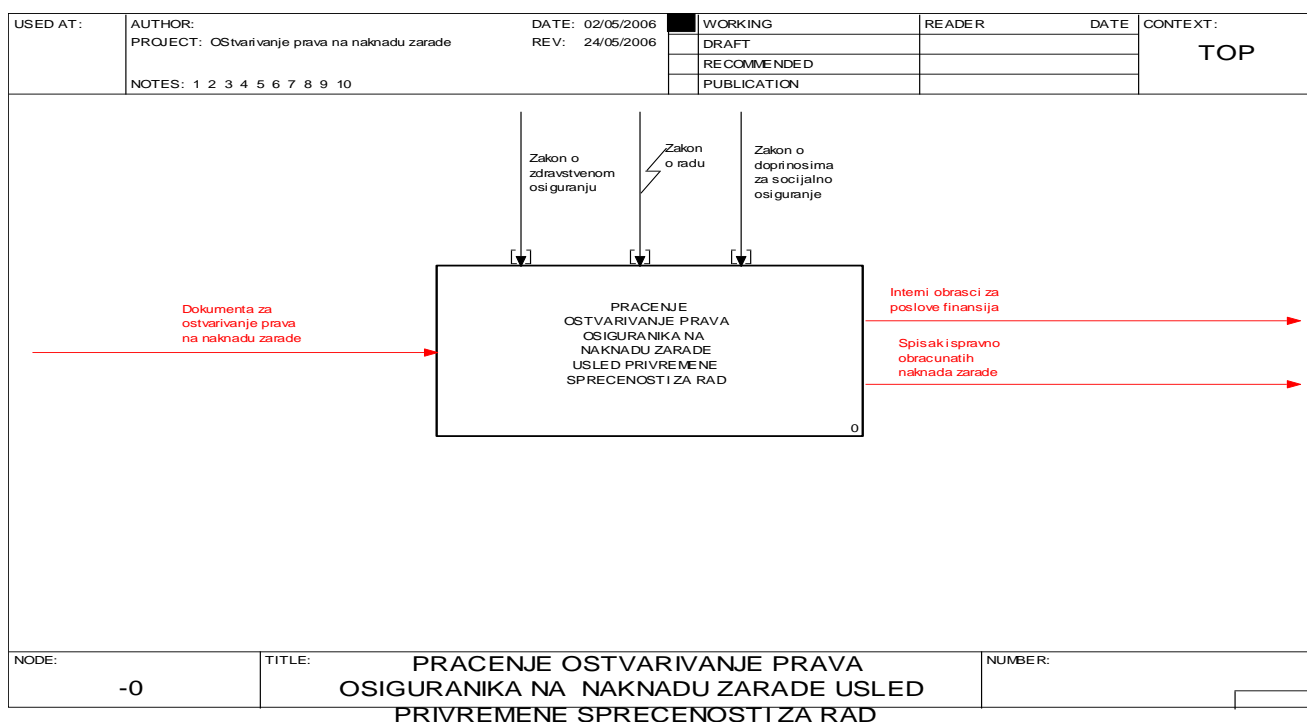 USED AT:
AUTHOR:
DATE: 02/05/2006
WORKING
READER
DATE
CONTEXT:
PROJECT: OStvarivanje prava na naknadu zarade
REV: 24/05/2006
DRAFT
TOP
RECOMMENDED
NOTES: 1 2 3 4 5 6 7 8 9 10
PUBLICATION
Zakon o
zdravstvenom
osiguranju
Zakon
o radu
Zakon o
doprinosima
za socijalno
osiguranje
Dokumenta za
ostvarivanje prava
na naknadu zarade
PRACENJE
OSTVARIVANJE PRAVA
OSIGURANIKA NA
NAKNADU ZARADE
USLED PRIVREMENE
SPRECENOSTI ZA RAD
0
Interni obrasci za
poslove finansija
Spisak ispravno
obracunatih
naknada zarade
NODE:
-0
TITLE:
PRACENJE OSTVARIVANJE PRAVA
OSIGURANIKA NA NAKNADU ZARADE USLED
PRIVREMENE SPRECENOSTI ZA RAD
NUMBER: